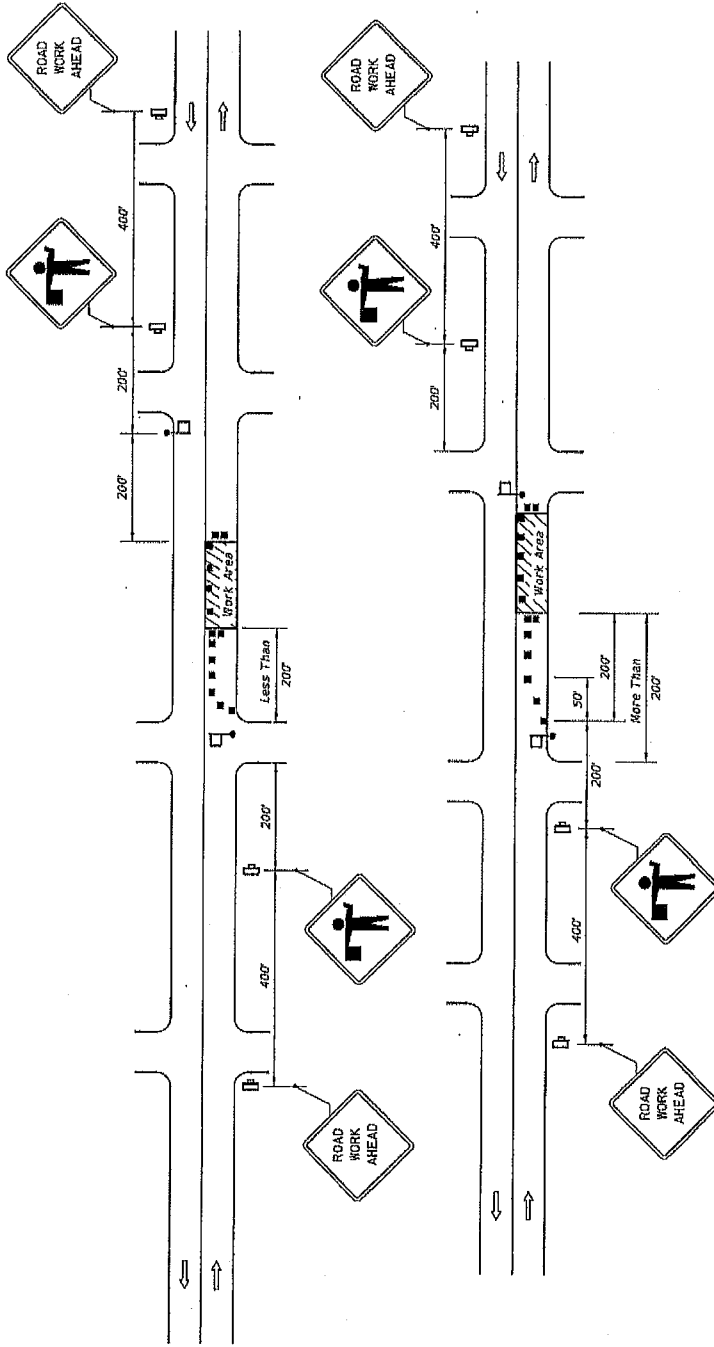 ROAD
WORK
AHEAD
400'
200'
200'
Work Area
Less Than
200'
200'
400'
ROAD
WORK
AHEAD
ROAD
WORK
AHEAD
400'
200'
Work Area
50'
200'
More Than
200'
200'
400'
ROAD
WORK
AHEAD